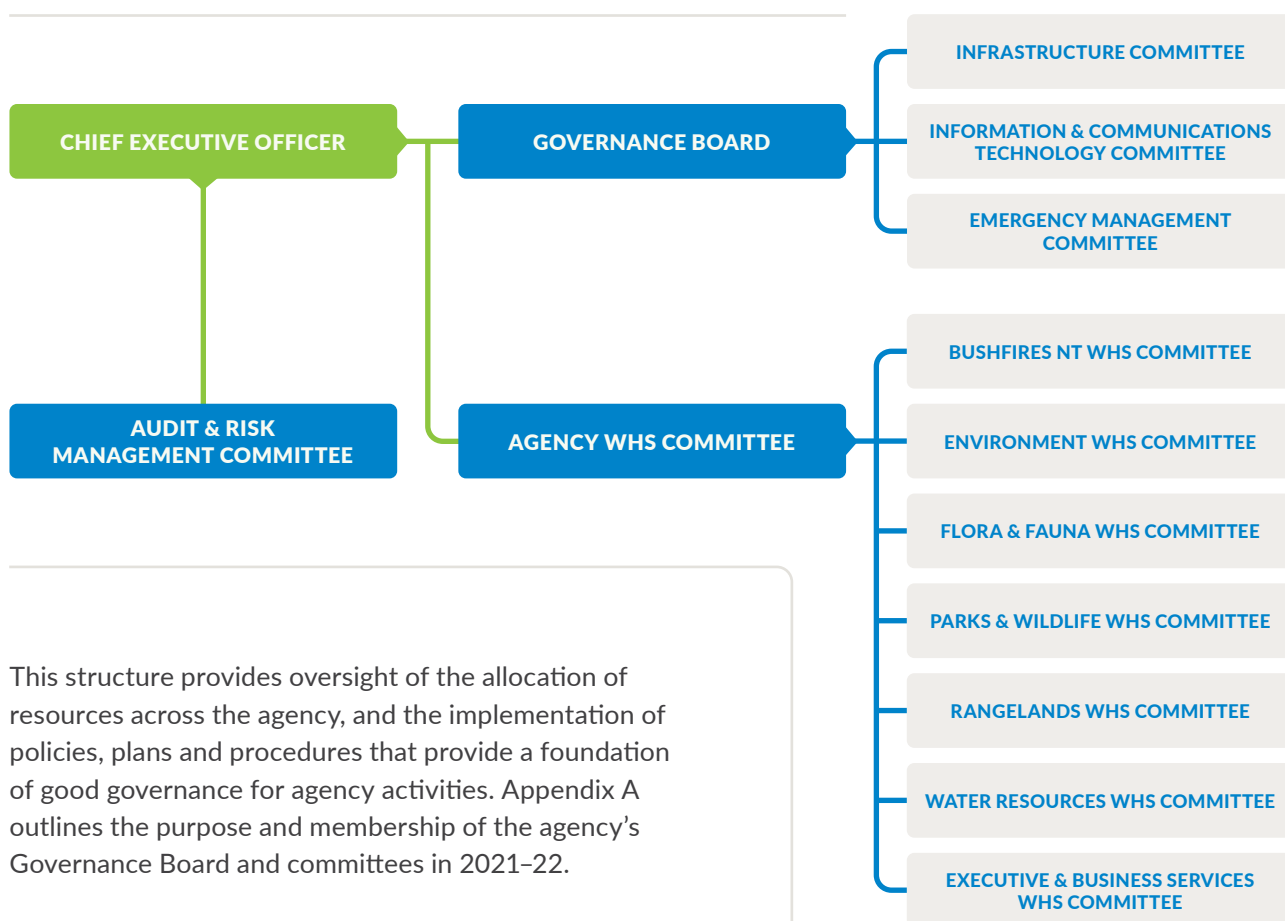 CHIEF EXECUTIVE OFFICER
GOVERNANCE BOARD
INFRASTRUCTURE COMMITTEE
INFORMATION & COMMUNICATIONS
TECHNOLOGY COMMITTEE
EMERGENCY MANAGEMENT
COMMITTEE
AUDIT & RISK
MANAGEMENT COMMITTEE
AGENCY WHS COMMITTEE
BUSHFIRES NT WHS COMMITTEE
ENVIRONMENT WHS COMMITTEE
FLORA & FAUNA WHS COMMITTEE
PARKS & WILDLIFE WHS COMMITTEE
RANGELANDS WHS COMMITTEE
WATER RESOURCES WHS COMMITTEE
EXECUTIVE & BUSINESS SERVICES
WHS COMMITTEE
This structure provides oversight of the allocation of
resources across the agency, and the implementation of
policies, plans and procedures that provide a foundation
of good governance for agency activities. Appendix A
outlines the purpose and membership of the agency's
Governance Board and committees in 2021–22.